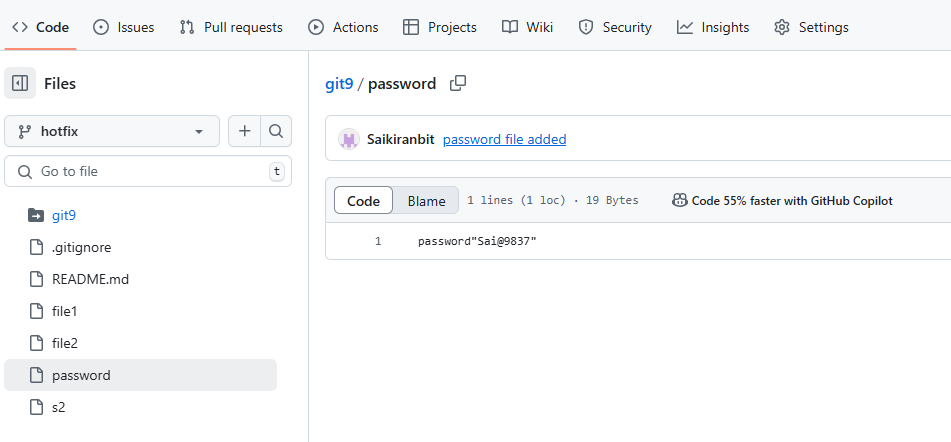 Code Issues Pull requests Actions Projects Wiki Security Insights Settings
Files
hotfix
Go to file t
git9
.gitignore
README.md
file1
file2
password
s2
git9 / password
Saikiranbit password file added
Code Blame 1 lines (1 loc) · 19 Bytes Code 55% faster with GitHub Copilot
1 password"Sai@9837"